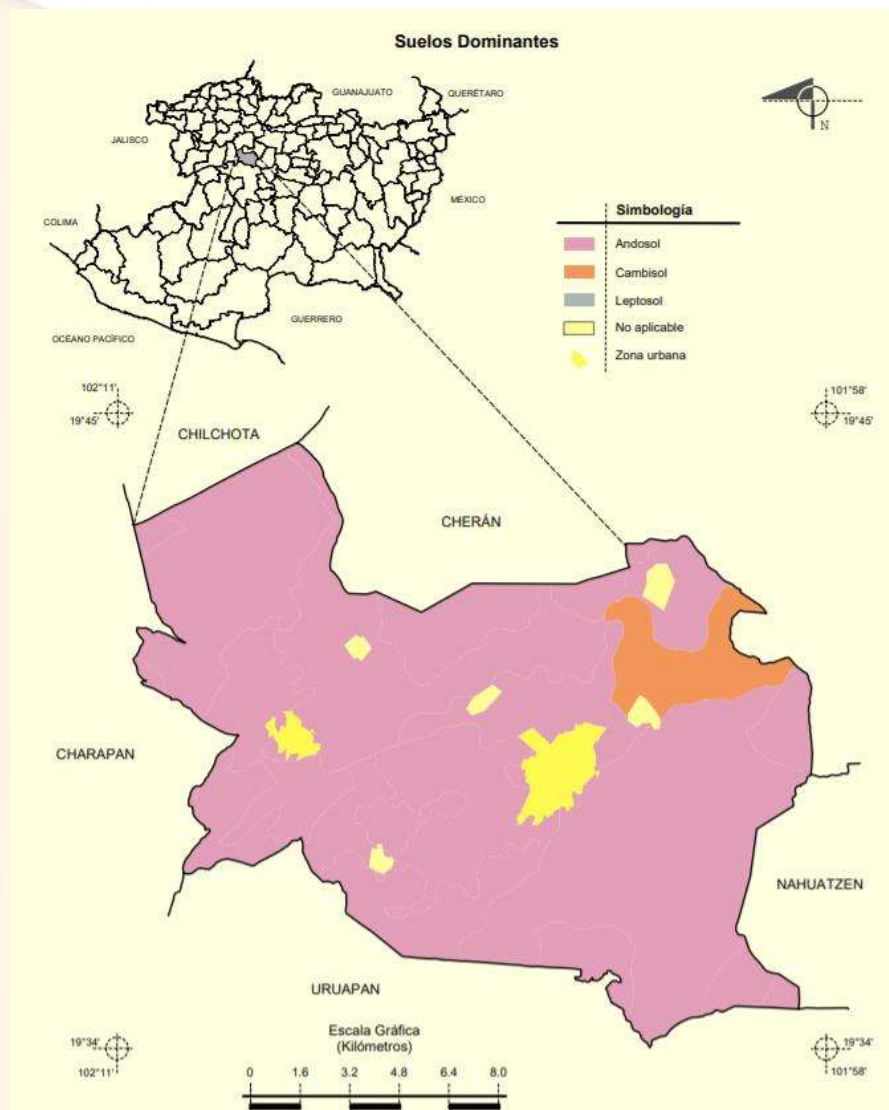 Suelos Dominantes
GUANAJUATO
QUERÉTARO
JALISCO
N
MÉXICO
COLIMA
Simbología
Andosol
Cambisol
Leptosol
No aplicable
Zona urbana
GUERRERO
OCÉANO PACÍFICO
102°11'
19°45'
101°58'
19°45'
CHILCHOTA
CHERÁN
CHARAPAN
NAHUATZEN
URUAPAN
Escala Gráfica
(Kilómetros)
19°34'
102°11'
19°34'
101°58'
0 1.6 3.2 4.8 6.4 8.0